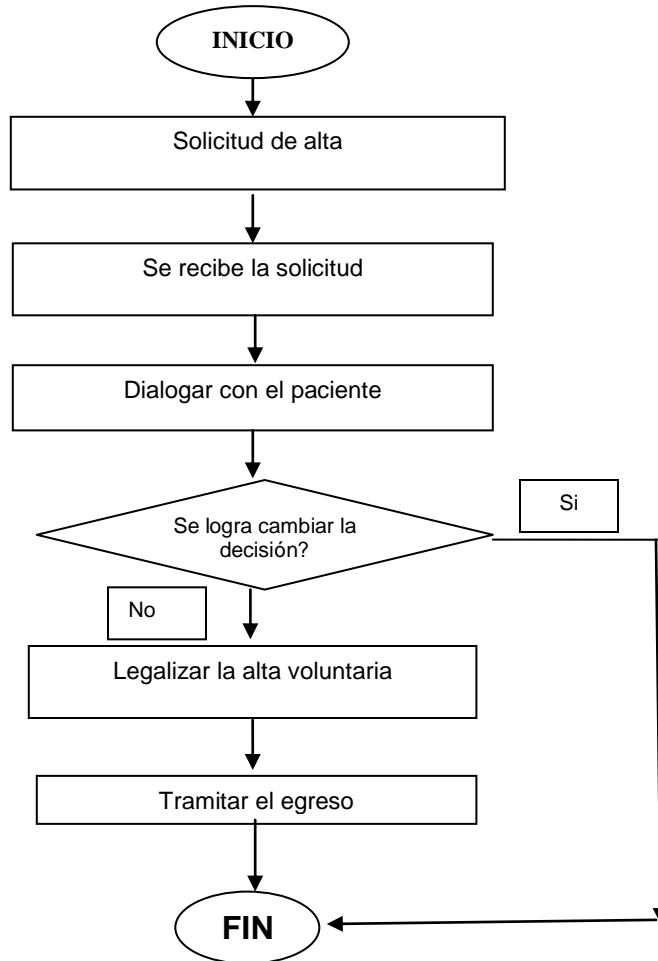 INICIO
Solicitud de alta
Se recibe la solicitud
Dialogar con el paciente
Se logra cambiar la
decisión?
Si
No
Legalizar la alta voluntaria
Tramitar el egreso
FIN